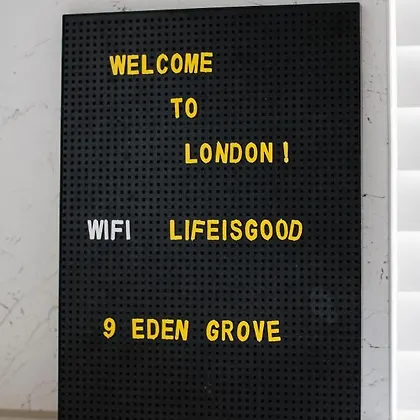 WELCOME
TO
LONDON!
WIFI LIFEISGOOD
9 EDEN GROVE